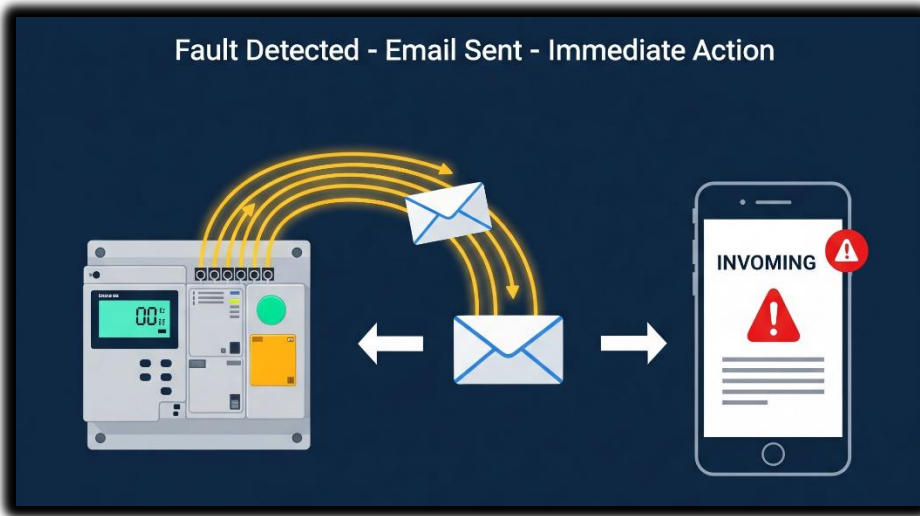 Fault Detected - Email Sent - Immediate Action
00
INVOMING